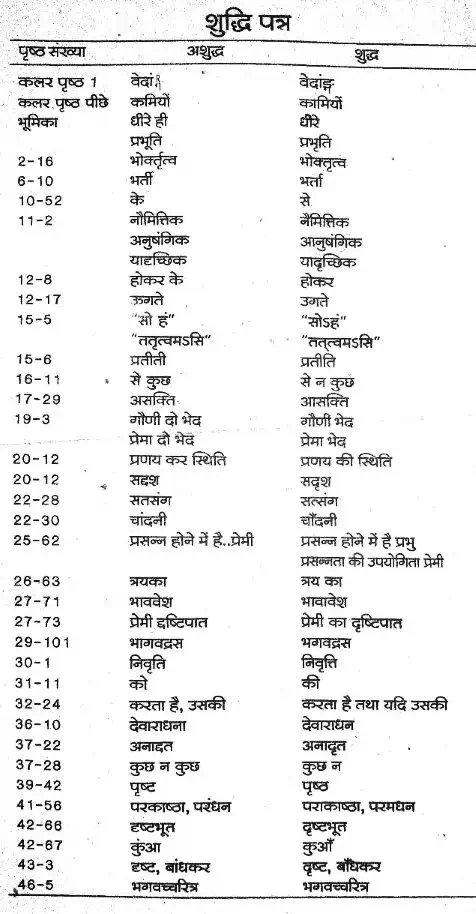 शुद्धि पत्र
पृष्ठ संख्या अशुद्ध शुद्ध
कलर पृष्ठ 1 वेदां वेदाङ्ग
कलर पृष्ठ पीछे कमियों कामियों
भूमिका धीरे ही धीरे
प्रभूति प्रभृति
2-16 भोक्तृत्व भोक्तृत्व
6-10 भर्ती भर्ता
10-52 के से
11-2 नौमित्तिक नैमित्तिक
अनुषंगिक आनुषंगिक
यादृच्छिक यादृच्छिक
12-8 होकर के होकर
12-17 ऊगते उगते
15-5 “सो हं” “सोऽहं”
“ततृत्वमऽसि” “तत्त्वमऽसि”
15-6 प्रतीती प्रतीति
16-11 से कुछ से न कुछ
17-29 असक्ति आसक्ति
19-3 गौणी दो भेद गौणी भेद
प्रेमा दो भेद प्रेमा भेद
20-12 प्रणय कर स्थिति प्रणय की स्थिति
20-12 सद्दश सदृश
22-28 सतसंग सत्संग
22-30 चांदनी चाँदनी
25-62 प्रसन्न होने में है..प्रेमी प्रसन्न होने में है प्रभु
प्रसन्नता की उपयोगिता प्रेमी
26-63 त्रयका त्रय का
27-71 भाववेश भावावेश
27-73 प्रेमी द्दष्टिपात प्रेमी का दृष्टिपात
29-101 भागवद्रस भगवद्रस
30-1 निवृति निवृत्ति
31-11 को की
32-24 करता है, उसकी करता है तथा यदि उसकी
36-10 देवाराधना देवाराधन
37-22 अनाद्दत अनादृत
37-28 कुछ न कुछ कुछ न
39-42 पृष्ट पृष्ठ
41-56 परकाष्ठा, परंधन पराकाष्ठा, परमधन
42-66 द्दष्टभूत दृष्टभूत
42-67 कुंआ कुआँ
43-3 द्दष्ट, बांधकर दृष्ट, बाँधकर
46-5 भगवच्चरित्र भगवच्चरित्र